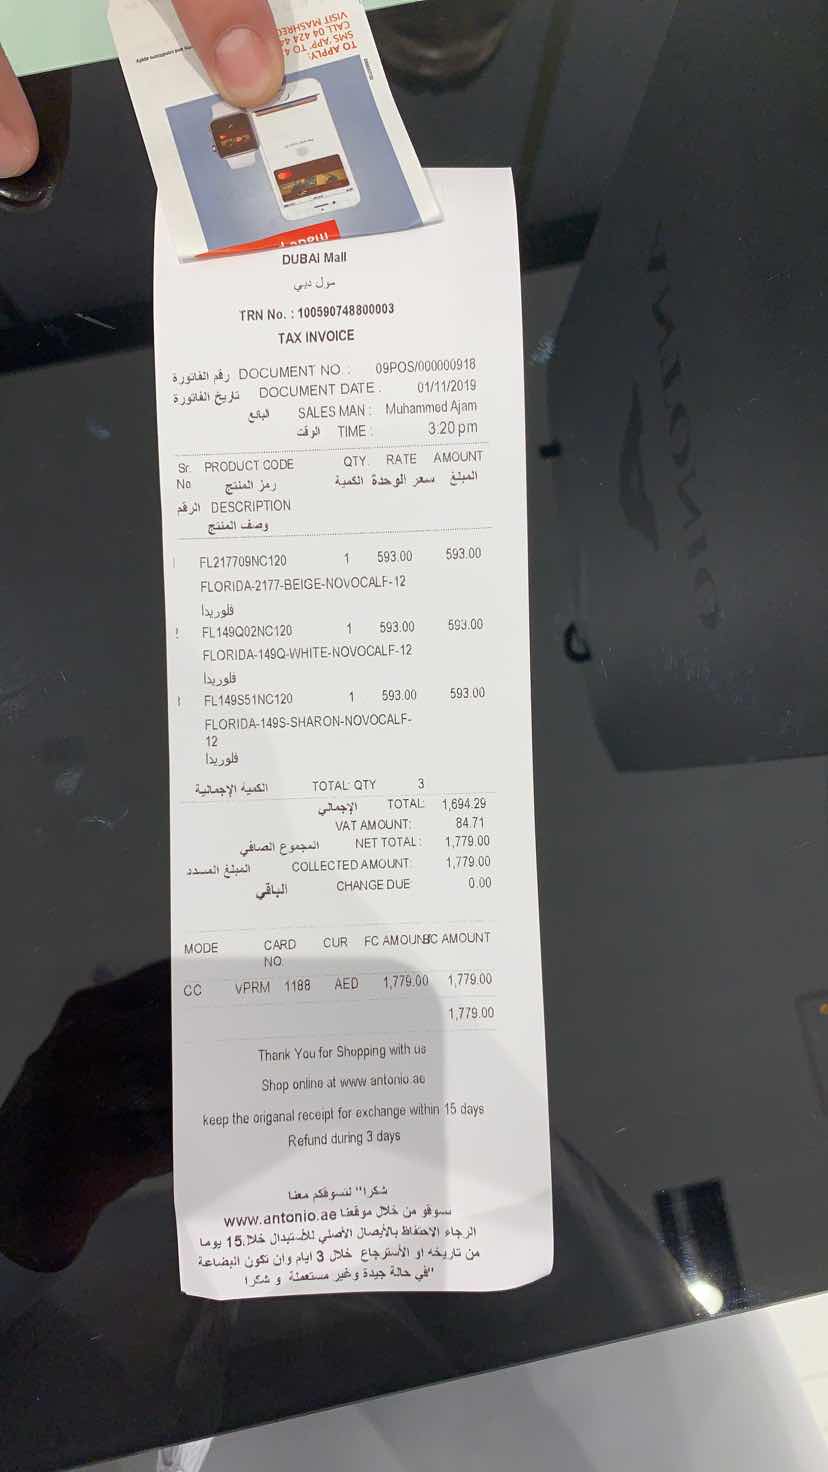 TO APPLY:
SMS 'APP' TO 4
CALL 04 424 44
VISIT MASHREQ
DUBAi Mall
سول دبي
TRN No. : 100590748800003
TAX INVOICE
رقم الفاتورة DOCUMENT NO : 09POS/000000918
تاريخ الفاتورة DOCUMENT DATE : 01/11/2019
البائع SALES MAN : Muhammed Ajam
الوقت TIME : 3:20 pm
Sr. PRODUCT CODE QTY. RATE AMOUNT
No رمز المنتج الكمية سعر الوحدة المبلغ
الرقم DESCRIPTION
وصف المنتج
FL217709NC120 1 593.00 593.00
FLORIDA-2177-BEIGE-NOVOCALF-12
فلوريدا
FL149Q02NC120 1 593.00 593.00
FLORIDA-149Q-WHITE-NOVOCALF-12
فلوريدا
FL149S51NC120 1 593.00 593.00
FLORIDA-149S-SHARON-NOVOCALF-
12
فلوريدا
الكمية الإجمالية TOTAL QTY 3
الإجمالي TOTAL: 1,694.29
VAT AMOUNT: 84.71
المجموع الصافي NET TOTAL : 1,779.00
المبلغ المسدد COLLECTED AMOUNT: 1,779.00
الباقي CHANGE DUE 0.00
MODE CARD CUR FC AMOUNT BC AMOUNT
NO.
CC VPRM 1188 AED 1,779.00 1,779.00
1,779.00
Thank You for Shopping with us
Shop online at www antonio.ae
keep the origanal receipt for exchange within 15 days
Refund during 3 days
شكرا" لتسوقكم معنا
تسوقو من خلال موقعنا www.antonio.ae
الرجاء الاحتفاظ بالأيصال الأصلي للأستبدال خلال 15 يوما
من تاريخه او الأسترجاع خلال 3 ايام وان تكون البضاعة
في حالة جيدة وغير مستعملة و شكرا"